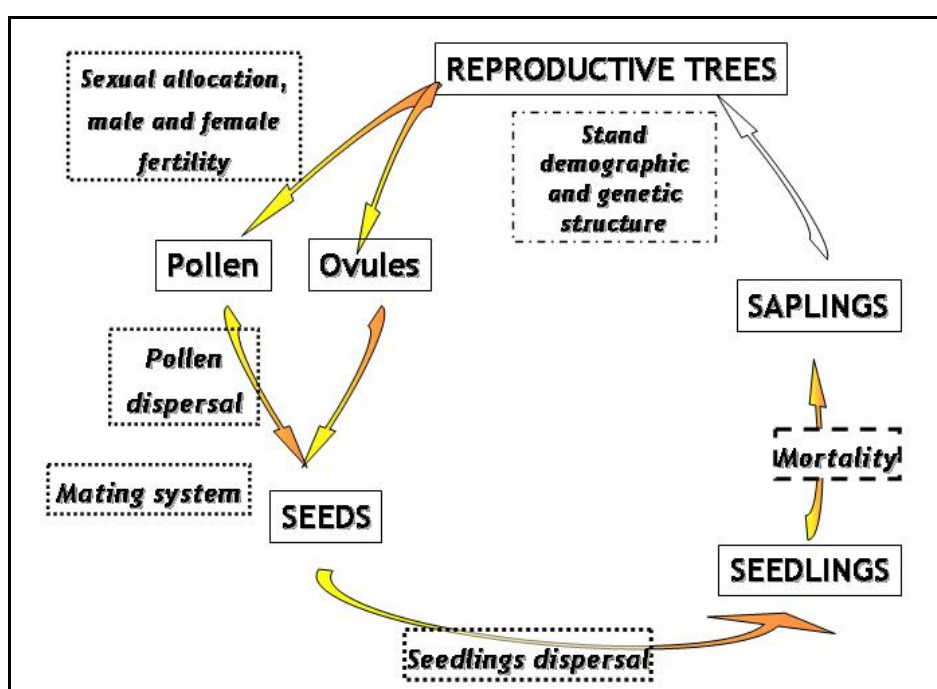 REPRODUCTIVE TREES
Sexual allocation,
male and female
fertility
Stand
demographic
and genetic
structure
Pollen
Ovules
SAPLINGS
Pollen
dispersal
Mortality
Mating system
SEEDS
SEEDLINGS
Seedlings dispersal